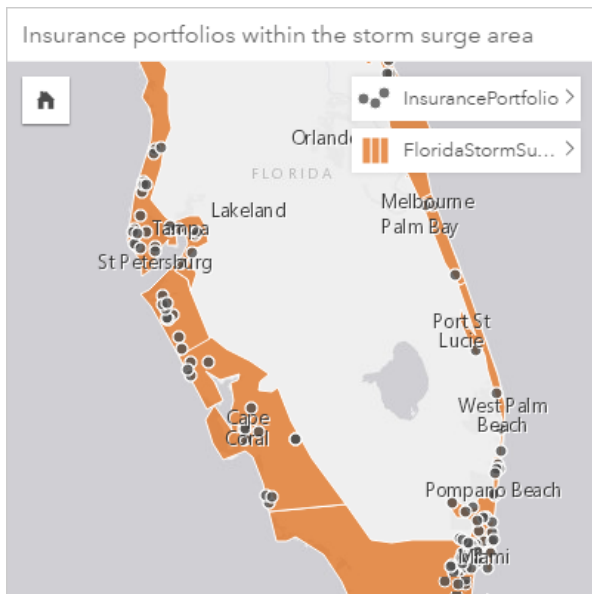 Insurance portfolios within the storm surge area
InsurancePortfolio
FloridaStormSu...
Orlando
FLORIDA
Lakeland
Melbourne
Palm Bay
Tampa
St Petersburg
Port St
Lucie
West Palm
Beach
Cape
Coral
Pompano Beach
Miami